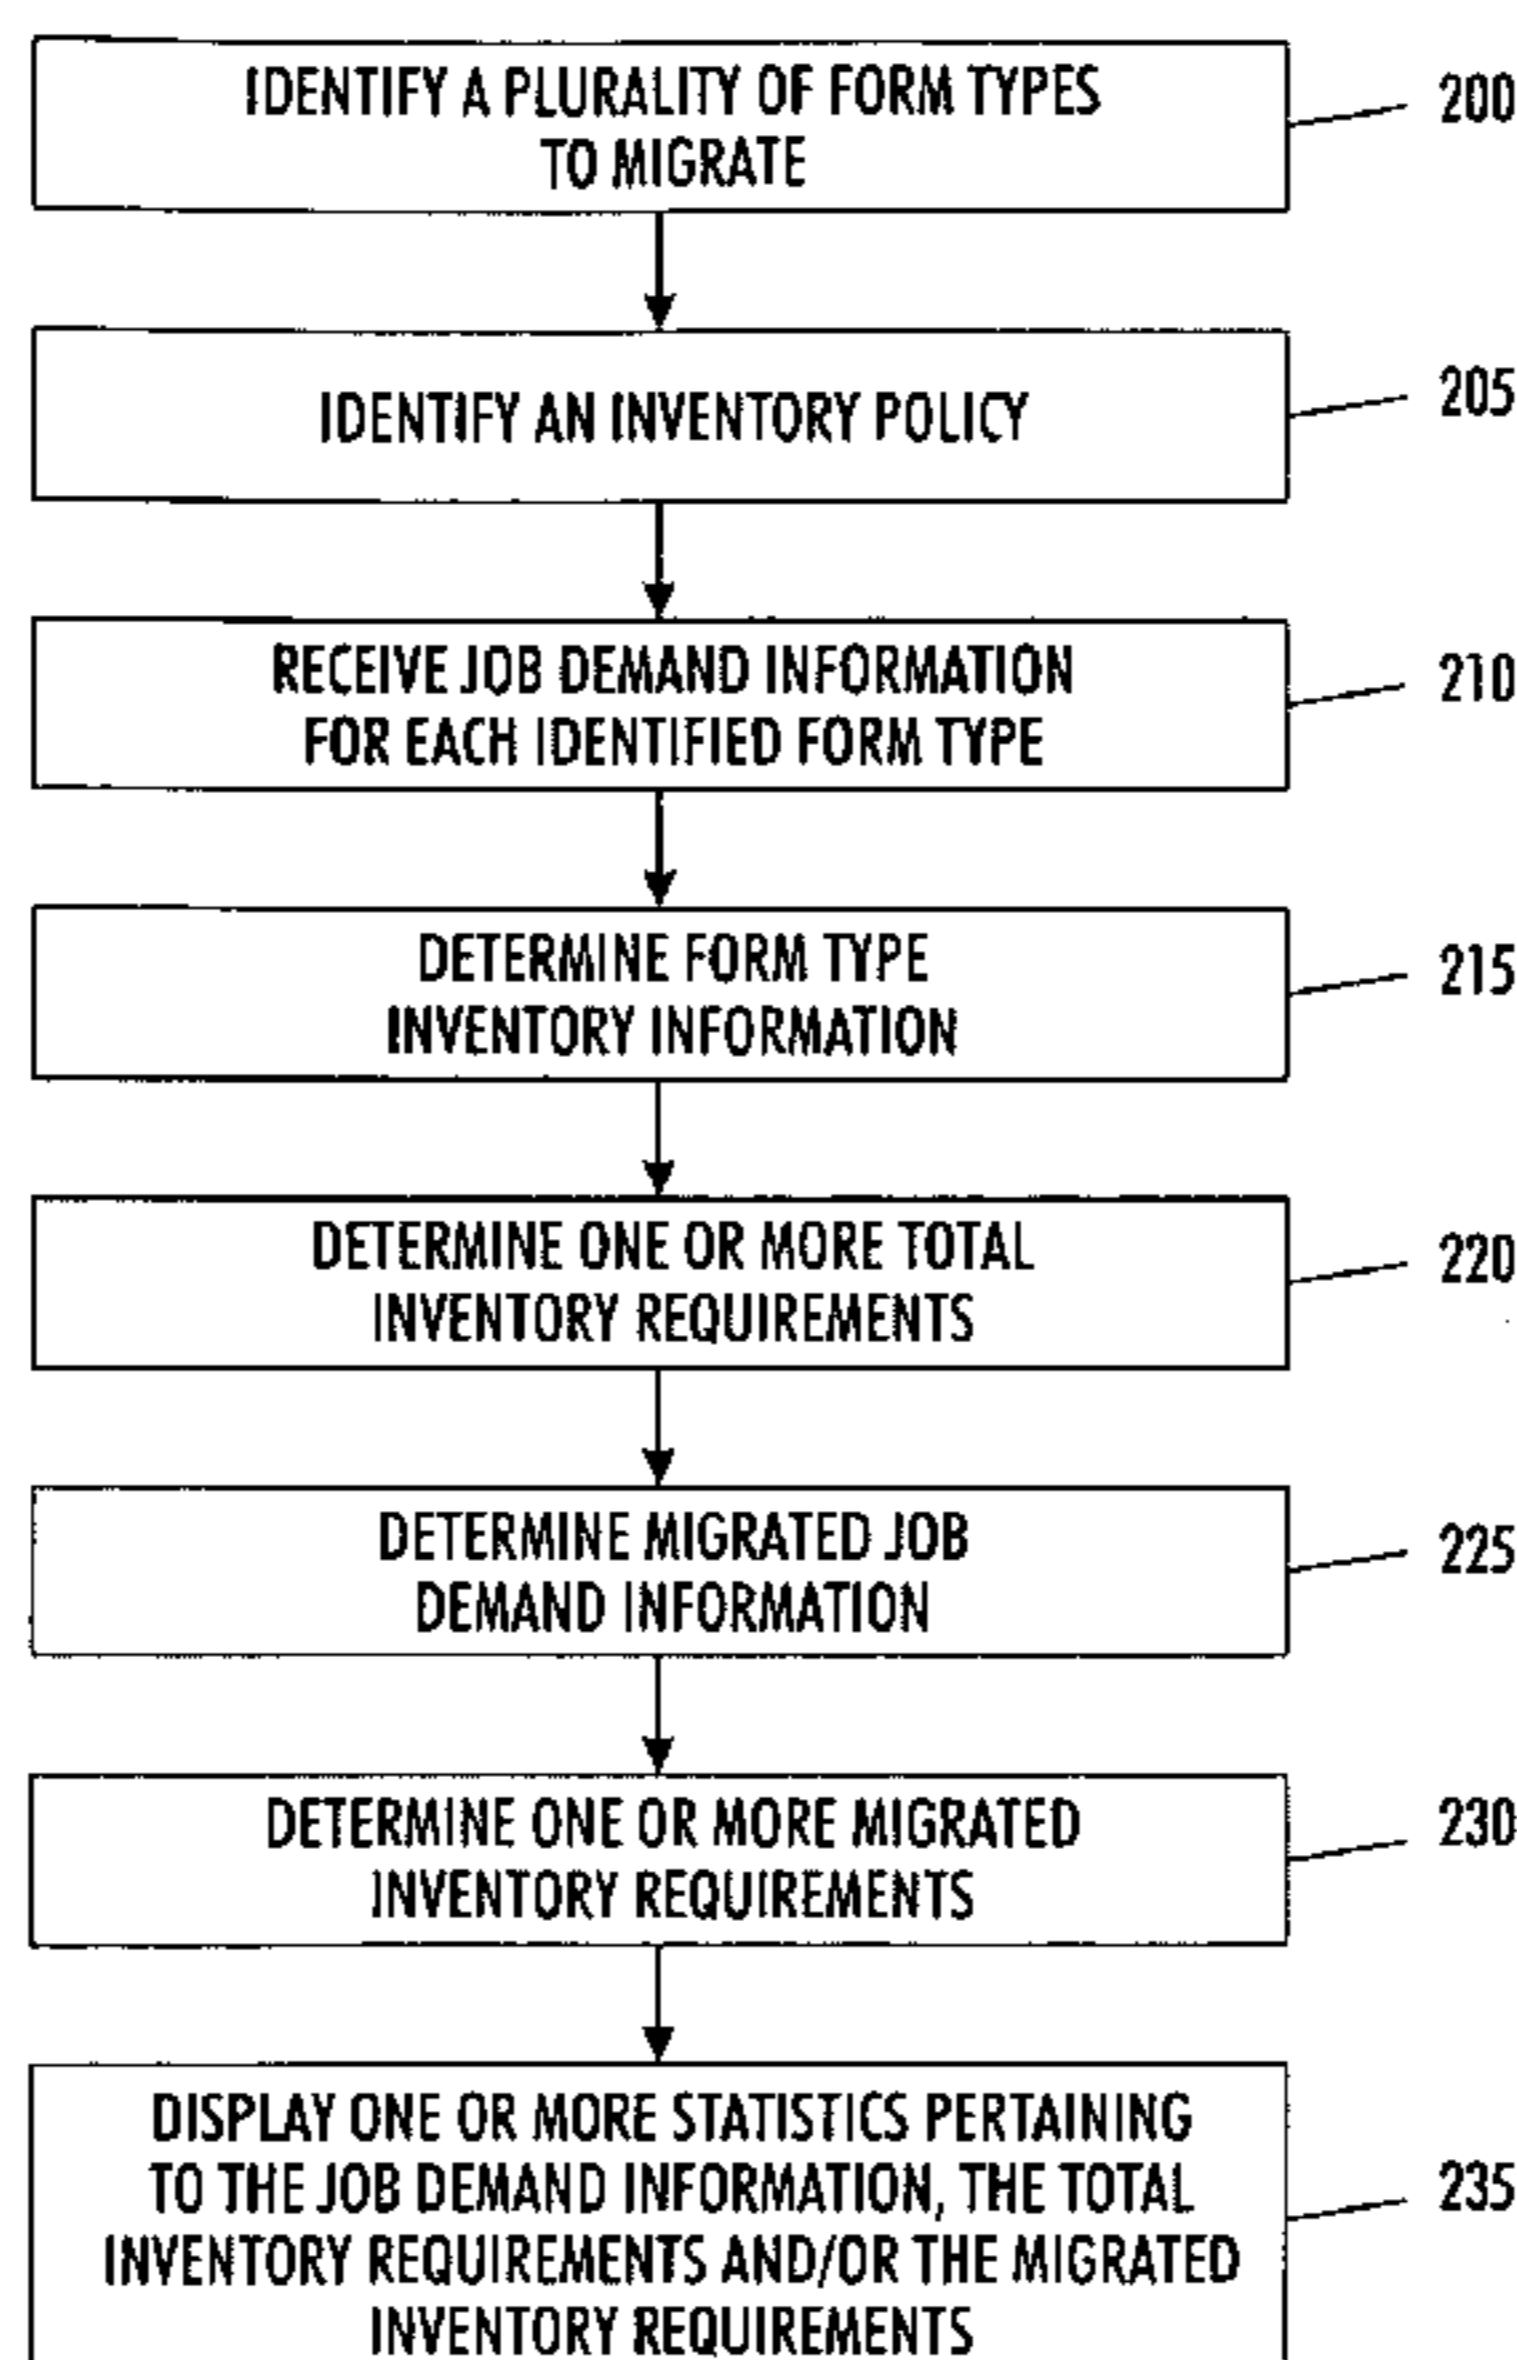 IDENTIFY A PLURALITY OF FORM TYPES
TO MIGRATE
200
IDENTIFY AN INVENTORY POLICY
205
RECEIVE JOB DEMAND INFORMATION
FOR EACH IDENTIFIED FORM TYPE
210
DETERMINE FORM TYPE
INVENTORY INFORMATION
215
DETERMINE ONE OR MORE TOTAL
INVENTORY REQUIREMENTS
220
DETERMINE MIGRATED JOB
DEMAND INFORMATION
225
DETERMINE ONE OR MORE MIGRATED
INVENTORY REQUIREMENTS
230
DISPLAY ONE OR MORE STATISTICS PERTAINING
TO THE JOB DEMAND INFORMATION, THE TOTAL
INVENTORY REQUIREMENTS AND/OR THE MIGRATED
INVENTORY REQUIREMENTS
235